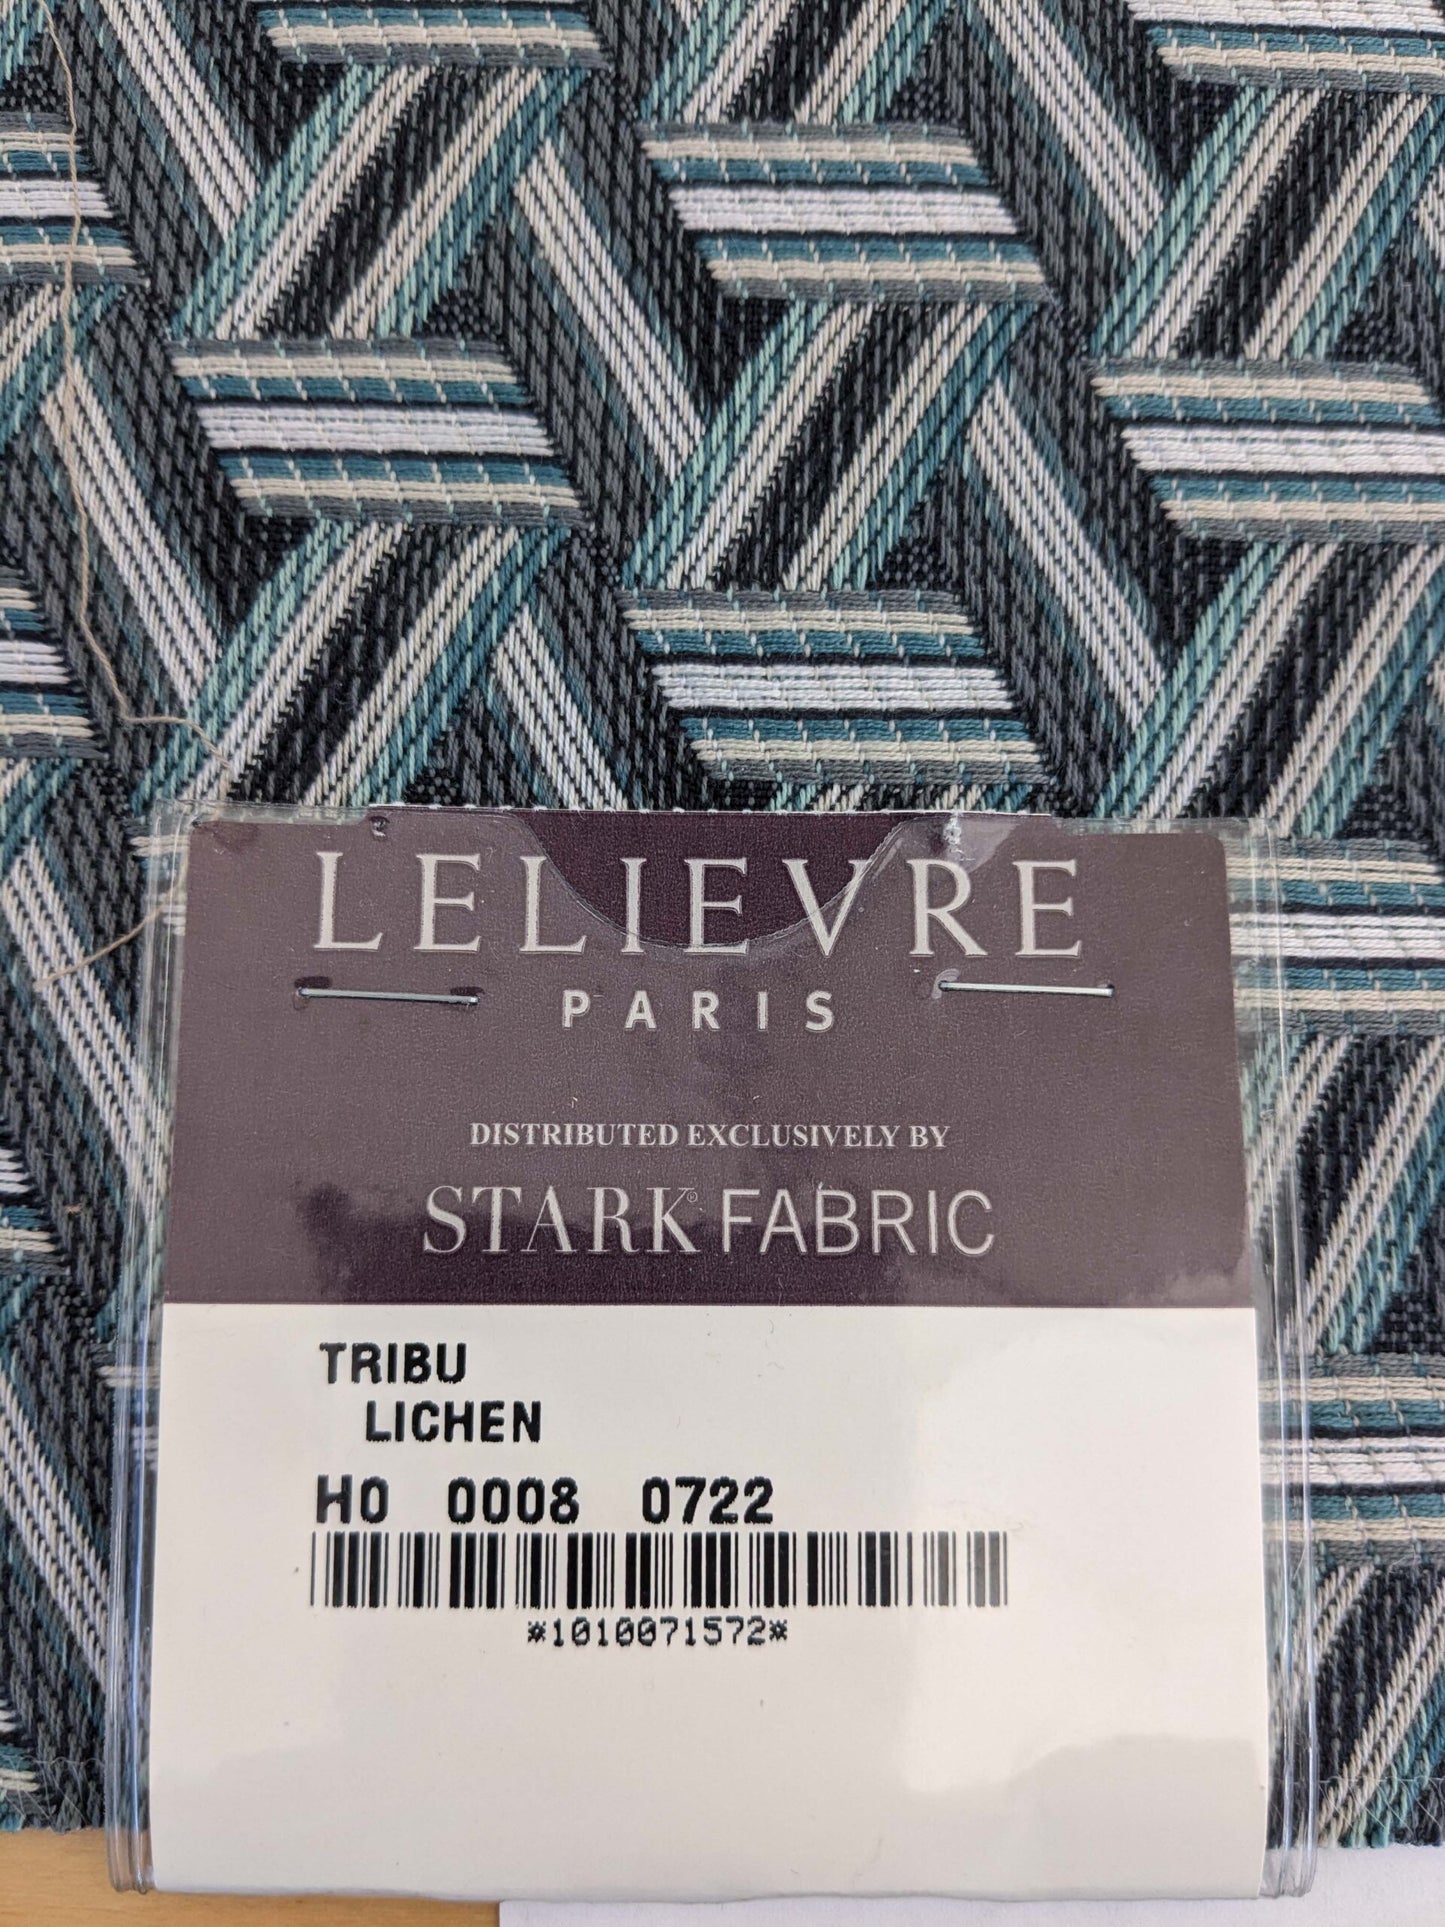 LELIEVRE
PARIS
DISTRIBUTED EXCLUSIVELY BY
STARK® FABRIC
TRIBU
LICHEN
H0 0008 0722
*1010071572*